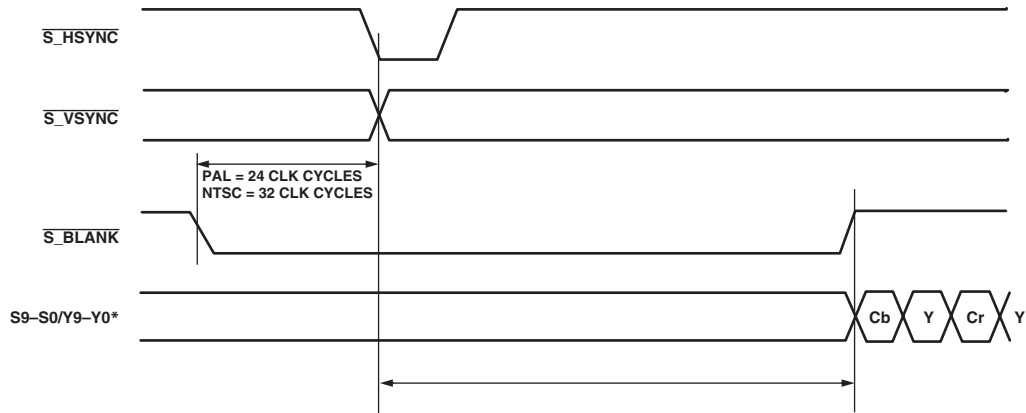 S_HSYNC
S_VSYNC
PAL = 24 CLK CYCLES
NTSC = 32 CLK CYCLES
S_BLANK
S9–S0/Y9–Y0* Cb Y Cr Y